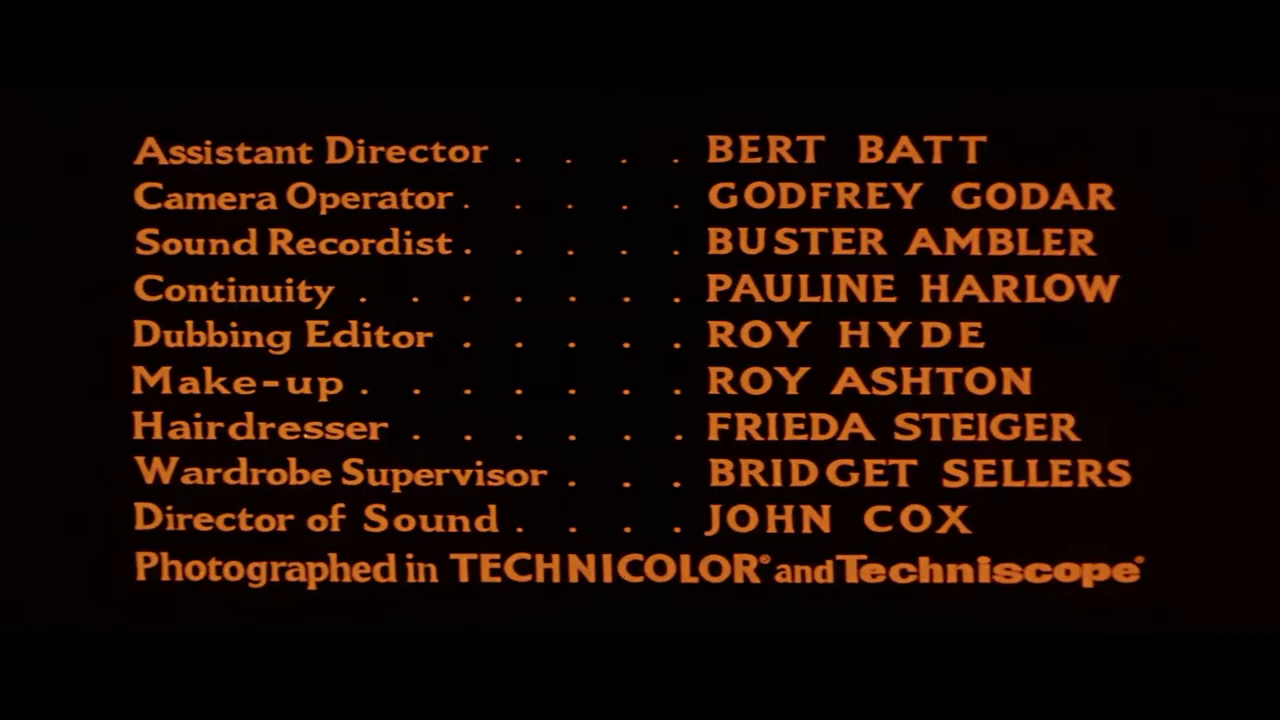 Assistant Director . . . . BERT BATT
Camera Operator . . . . . GODFREY GODAR
Sound Recordist . . . . . BUSTER AMBLER
Continuity . . . . . . . PAULINE HARLOW
Dubbing Editor . . . . . ROY HYDE
Make-up . . . . . . . ROY ASHTON
Hairdresser . . . . . . FRIEDA STEIGER
Wardrobe Supervisor . . . BRIDGET SELLERS
Director of Sound . . . . JOHN COX
Photographed in TECHNICOLOR® and Techniscope®